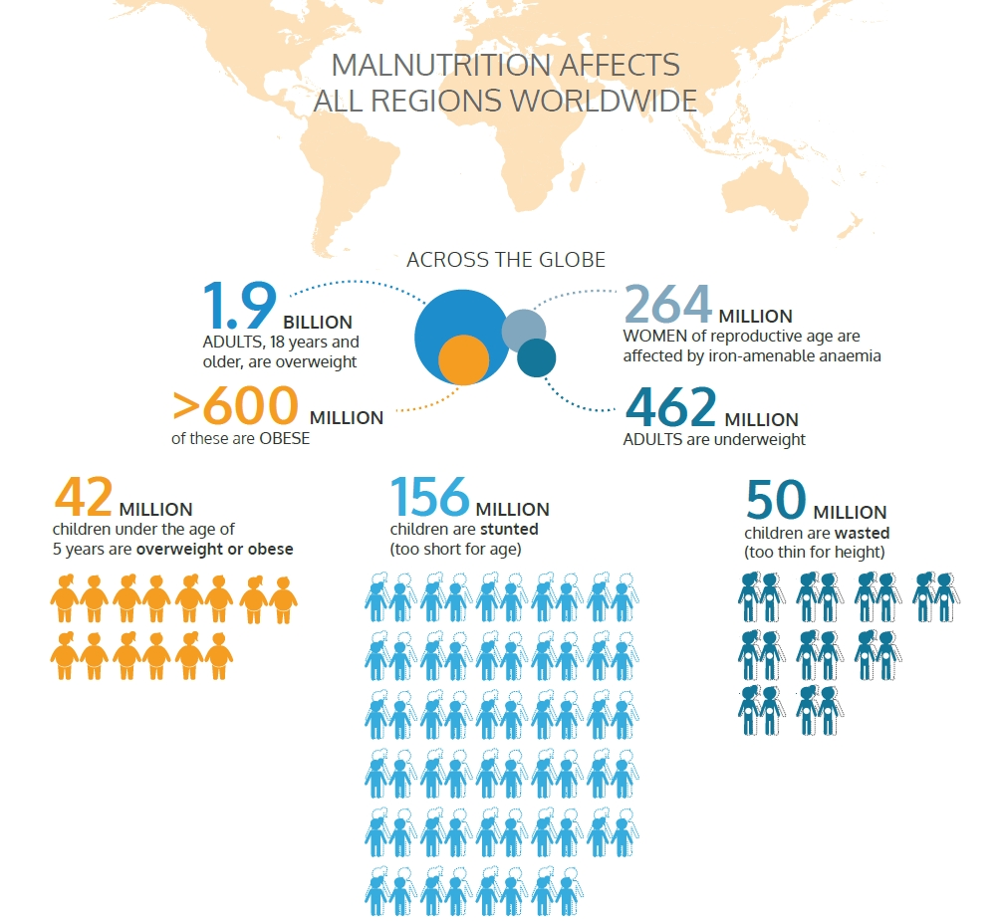 MALNUTRITION AFFECTS
ALL REGIONS WORLDWIDE
ACROSS THE GLOBE
1.9 BILLION
ADULTS, 18 years and
older, are overweight
>600 MILLION
of these are OBESE
264 MILLION
WOMEN of reproductive age are
affected by iron-amenable anaemia
462 MILLION
ADULTS are underweight
42 MILLION
children under the age of
5 years are overweight or obese
156 MILLION
children are stunted
(too short for age)
50 MILLION
children are wasted
(too thin for height)